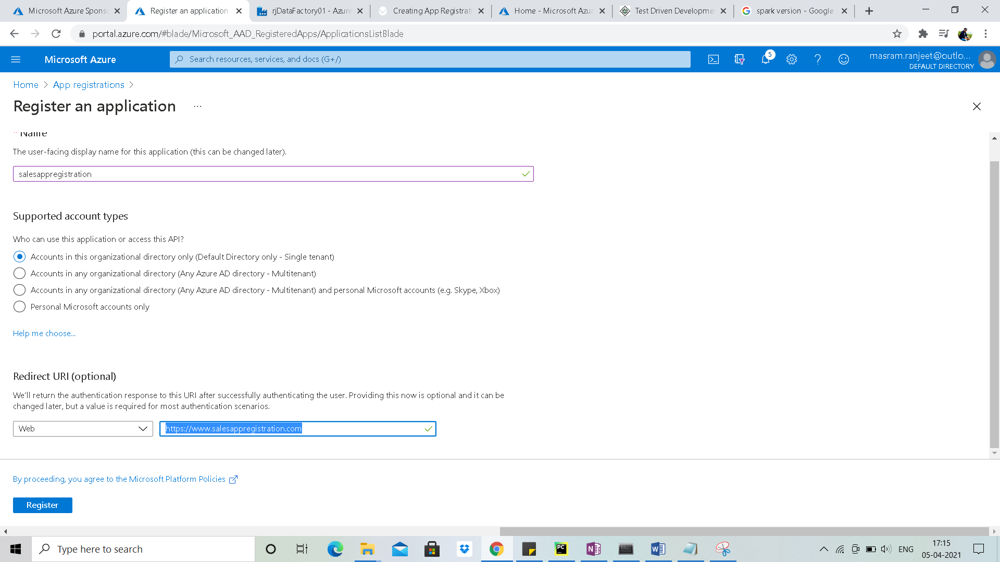 Microsoft Azure Spons
Register an application
rjDataFactory01 - Azure
Creating App Registrati
Home - Microsoft Azur
Test Driven Developme
spark version - Google
portal.azure.com/#blade/Microsoft_AAD_RegisteredApps/ApplicationsListBlade
Microsoft Azure
Search resources, services, and docs (G+/)
5
masram.ranjeet@outlo...
DEFAULT DIRECTORY
Home > App registrations >
Register an application ...
* Name
The user-facing display name for this application (this can be changed later).
salesappregistration
Supported account types
Who can use this application or access this API?
Accounts in this organizational directory only (Default Directory only - Single tenant)
Accounts in any organizational directory (Any Azure AD directory - Multitenant)
Accounts in any organizational directory (Any Azure AD directory - Multitenant) and personal Microsoft accounts (e.g. Skype, Xbox)
Personal Microsoft accounts only
Help me choose...
Redirect URI (optional)
We'll return the authentication response to this URI after successfully authenticating the user. Providing this now is optional and it can be
changed later, but a value is required for most authentication scenarios.
Web
https://www.salesappregistration.com
By proceeding, you agree to the Microsoft Platform Policies
Register
Type here to search
PC
N
W
ENG
17:15
05-04-2021